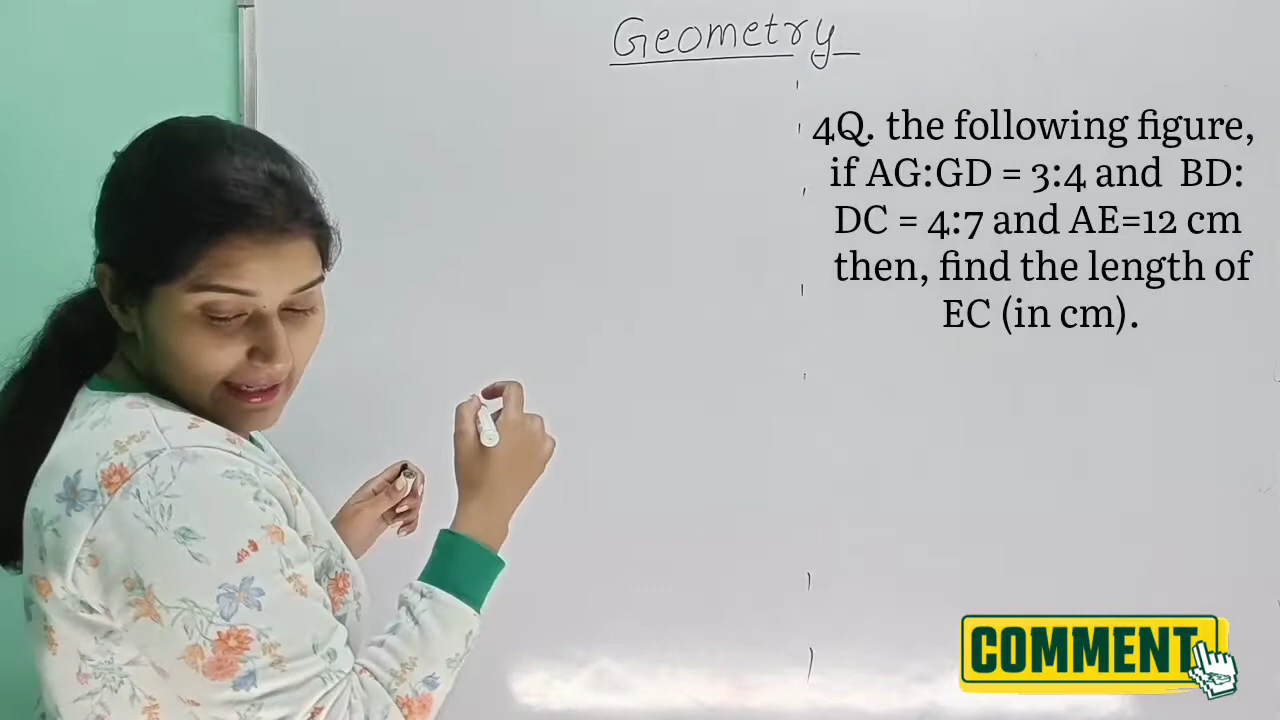 Geometry
4Q. the following figure,
if AG:GD = 3:4 and BD:
DC = 4:7 and AE=12 cm
then, find the length of
EC (in cm).
COMMENT